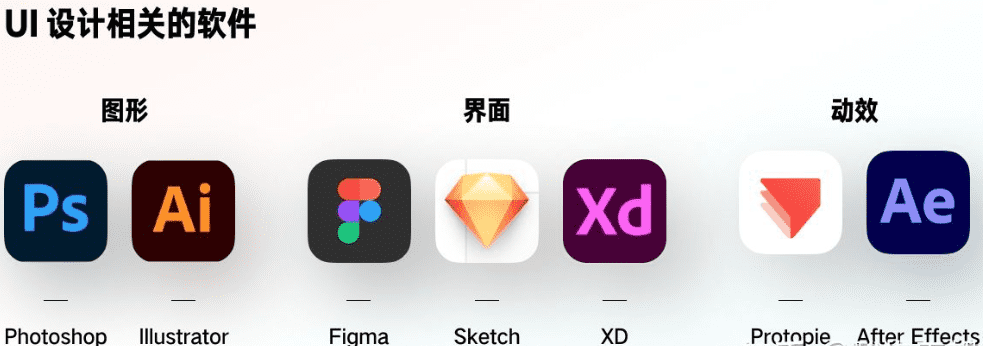 UI 设计相关的软件
图形 界面 动效
Ps Ai Xd Ae
Photoshop Illustrator Figma Sketch XD Protopie After Effects